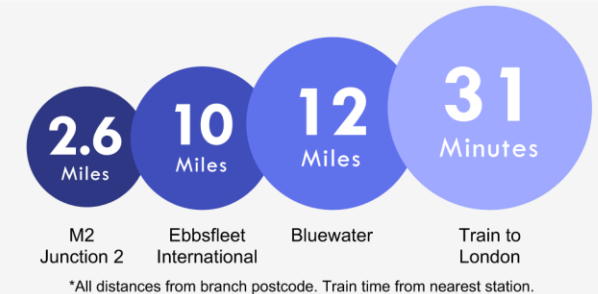 2.6
Miles
10
Miles
12
Miles
31
Minutes
M2
Junction 2
Ebbsfleet
International
Bluewater
Train to
London
*All distances from branch postcode. Train time from nearest station.